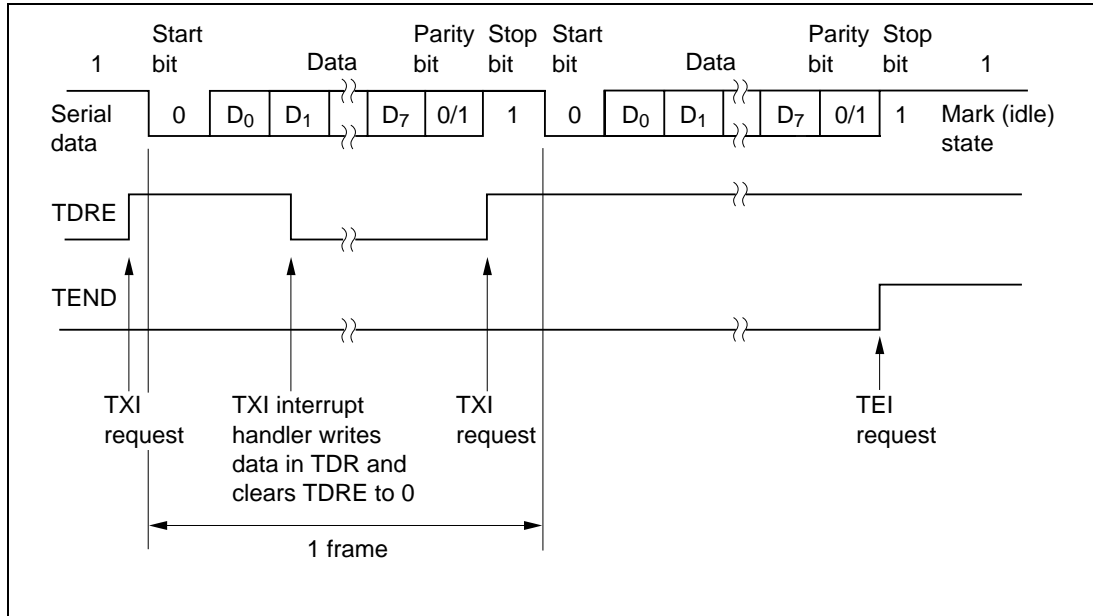 Start Parity Stop Start Parity Stop
1 bit Data bit bit bit Data bit bit 1
Serial data
0 D0 D1 D7 0/1 1 0 D0 D1 D7 0/1 1 Mark (idle) state
TDRE
TEND
TXI request
TXI interrupt handler writes data in TDR and clears TDRE to 0
TXI request
TEI request
1 frame